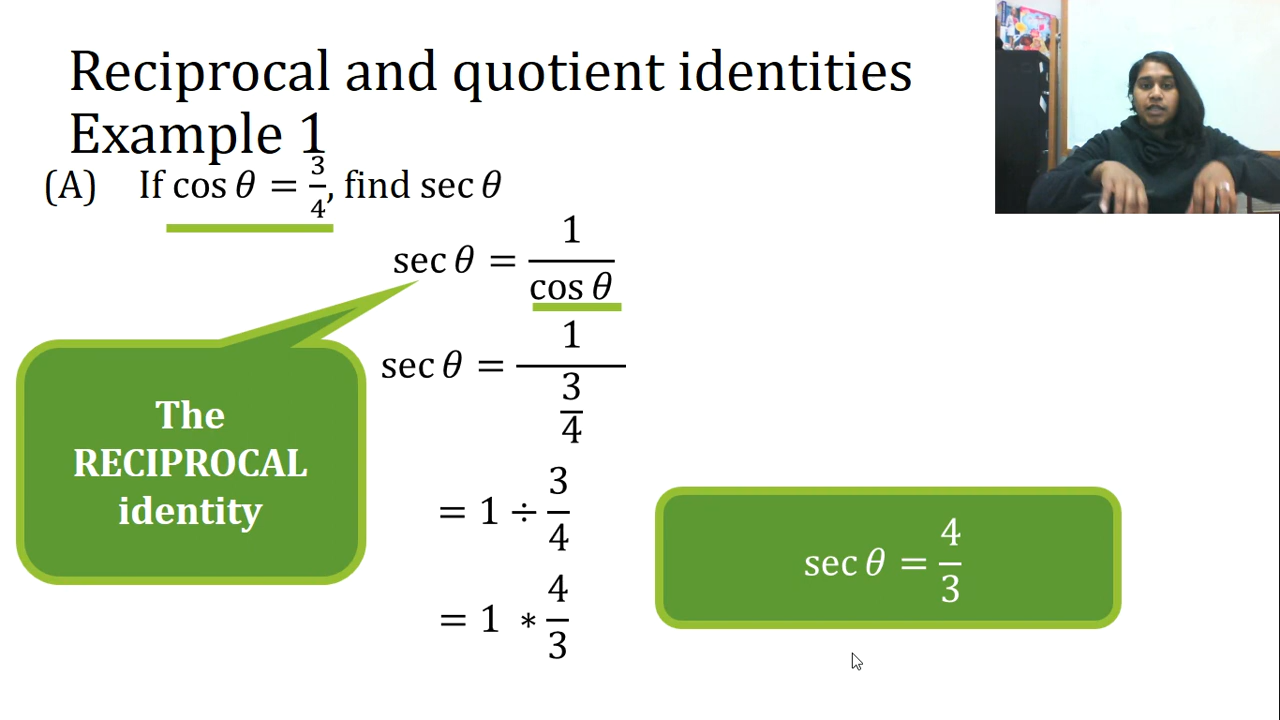 Reciprocal and quotient identities
Example 1
(A) If cos θ = 3/4, find sec θ
sec θ = 1/cos θ
sec θ = 1/(3/4)
The
RECIPROCAL
identity
= 1 ÷ 3/4
= 1 * 4/3
sec θ = 4/3